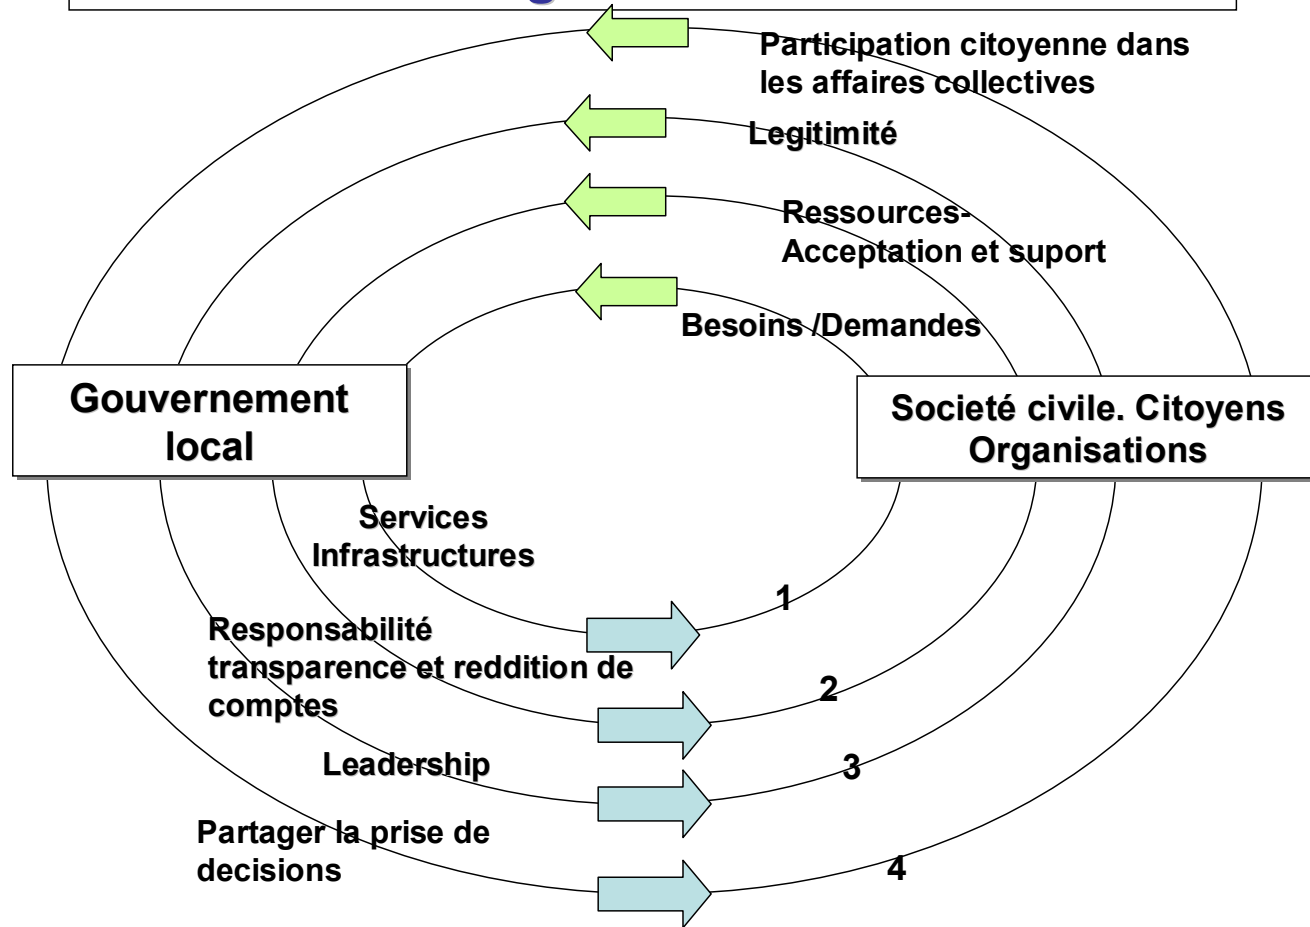 Participation citoyenne dans
les affaires collectives
Legitimité
Ressources-
Acceptation et suport
Besoins /Demandes
Gouvernement
local
Societé civile. Citoyens
Organisations
Services
Infrastructures
1
Responsabilité
transparence et reddition de
comptes
2
Leadership
3
Partager la prise de
decisions
4